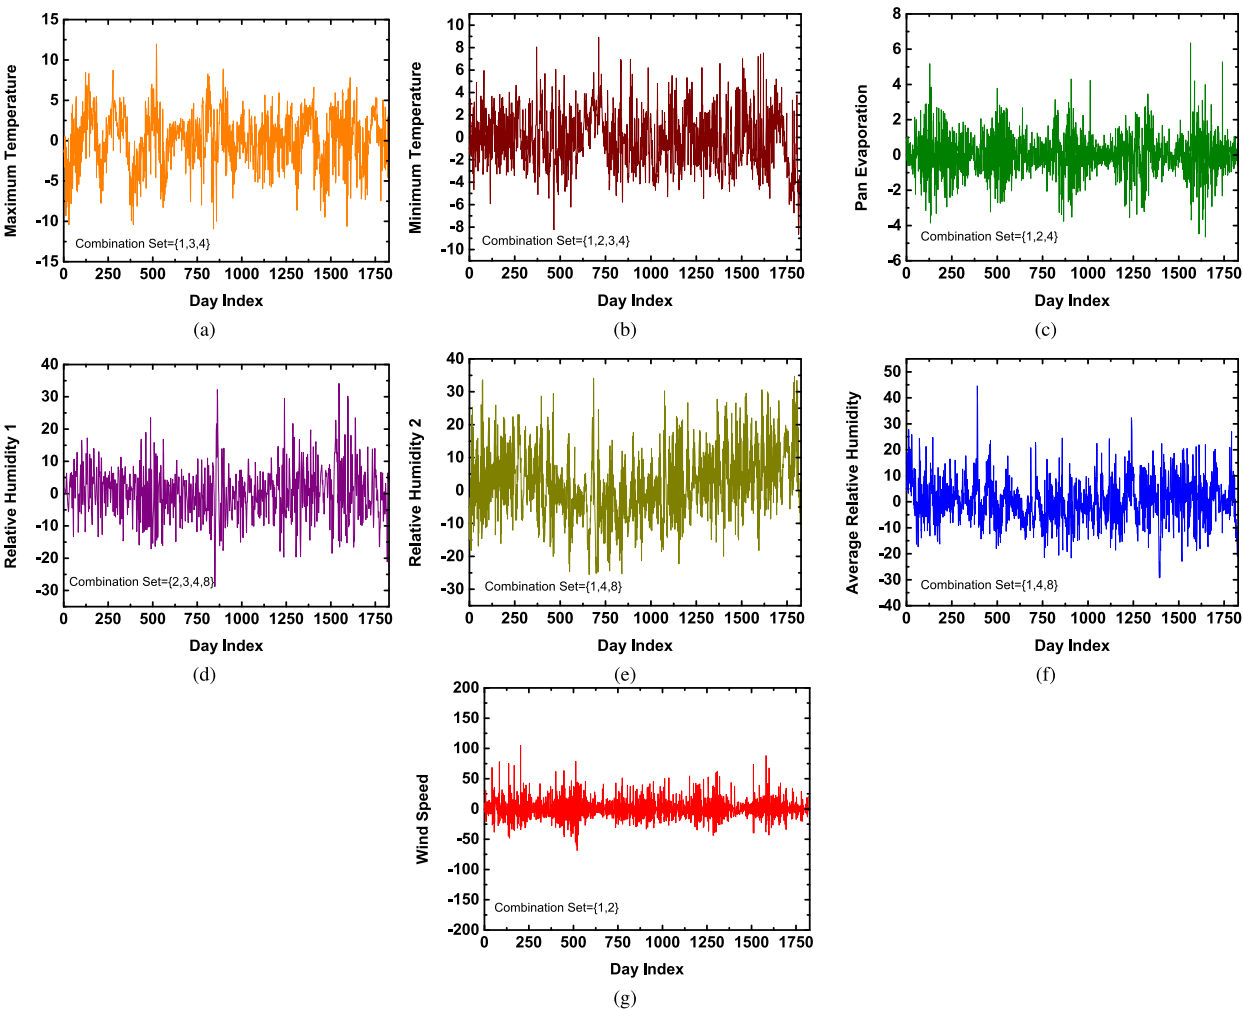 15
10
5
0
-5
-10
-15
Maximum Temperature
Combination Set={1,3,4}
0 250 500 750 1000 1250 1500 1750
Day Index
(a)
10
8
6
4
2
0
-2
-4
-6
-8
-10
Minimum Temperature
Combination Set={1,2,3,4}
0 250 500 750 1000 1250 1500 1750
Day Index
(b)
8
6
4
2
0
-2
-4
-6
Pan Evaporation
Combination Set={1,2,4}
0 250 500 750 1000 1250 1500 1750
Day Index
(c)
40
30
20
10
0
-10
-20
-30
Relative Humidity 1
Combination Set={2,3,4,8}
0 250 500 750 1000 1250 1500 1750
Day Index
(d)
40
30
20
10
0
-10
-20
-30
Relative Humidity 2
Combination Set={1,4,8}
0 250 500 750 1000 1250 1500 1750
Day Index
(e)
50
40
30
20
10
0
-10
-20
-30
-40
Average Relative Humidity
Combination Set={1,4,8}
0 250 500 750 1000 1250 1500 1750
Day Index
(f)
200
150
100
50
0
-50
-100
-150
-200
Wind Speed
Combination Set={1,2}
0 250 500 750 1000 1250 1500 1750
Day Index
(g)